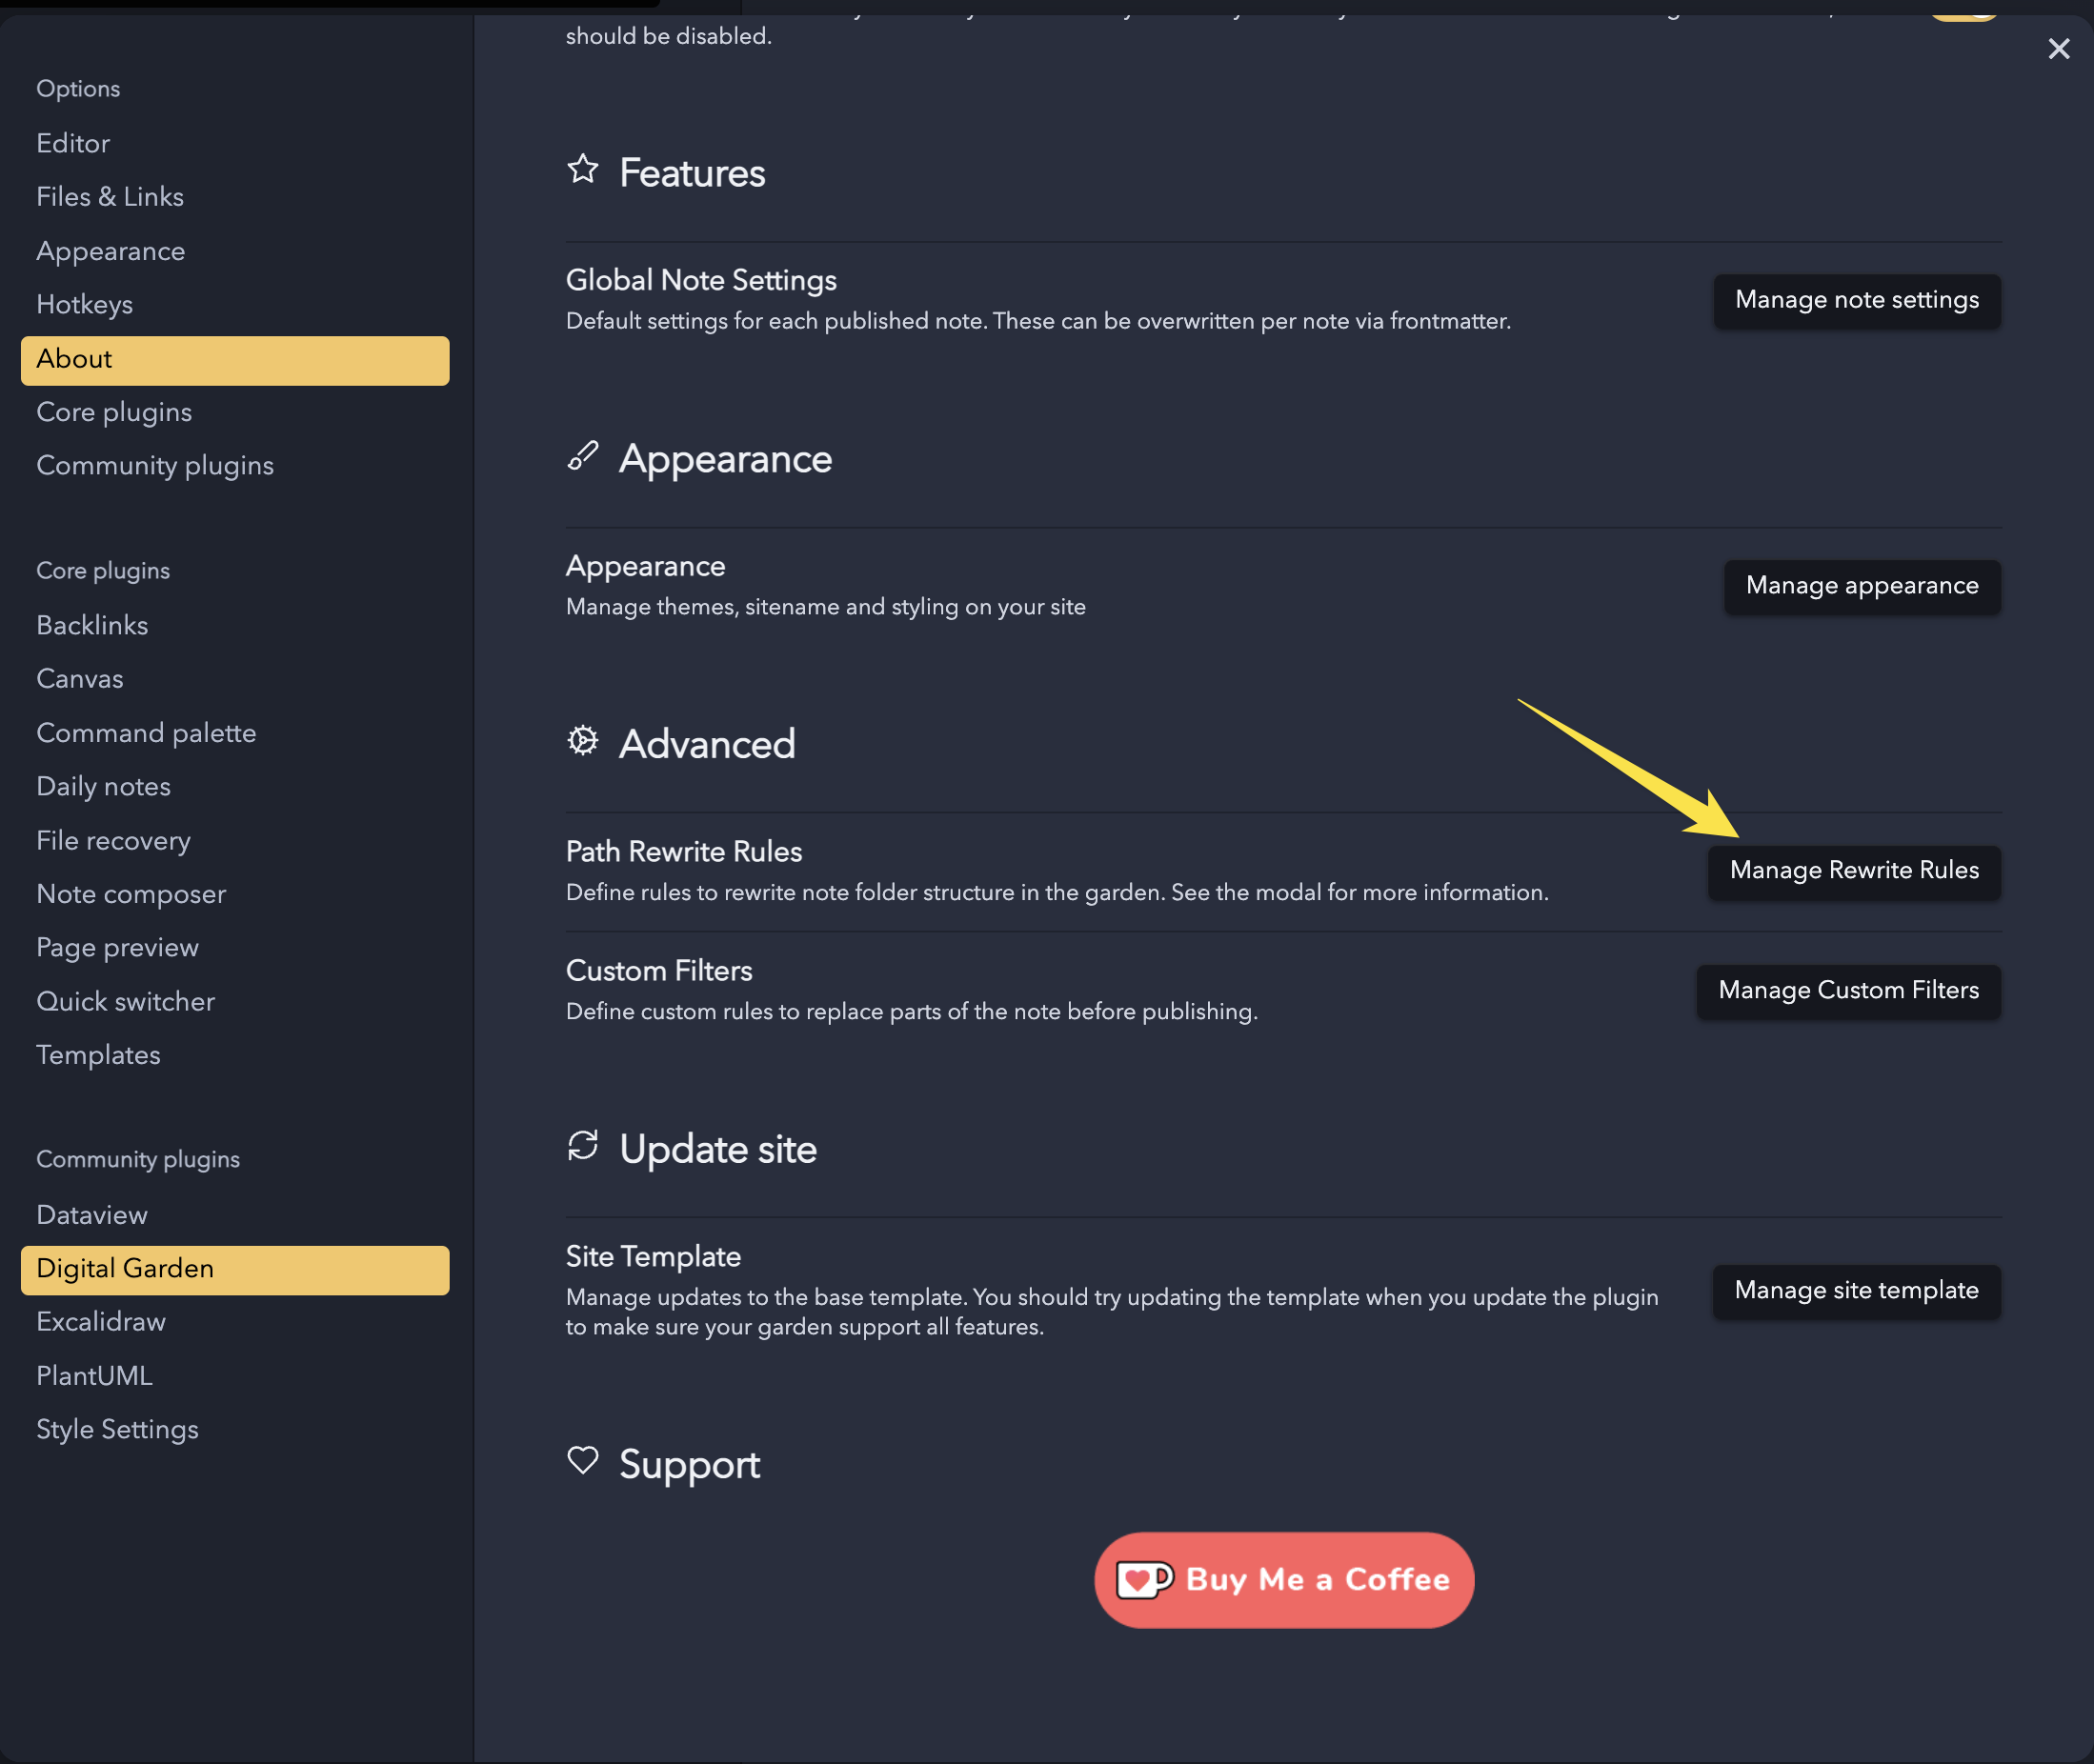 Options
Editor
Files & Links
Appearance
Hotkeys
About
Core plugins
Community plugins
Core plugins
Backlinks
Canvas
Command palette
Daily notes
File recovery
Note composer
Page preview
Quick switcher
Templates
Community plugins
Dataview
Digital Garden
Excalidraw
PlantUML
Style Settings
should be disabled.
Features
Global Note Settings
Default settings for each published note. These can be overwritten per note via frontmatter.
Manage note settings
Appearance
Appearance
Manage themes, sitename and styling on your site
Manage appearance
Advanced
Path Rewrite Rules
Define rules to rewrite note folder structure in the garden. See the modal for more information.
Manage Rewrite Rules
Custom Filters
Define custom rules to replace parts of the note before publishing.
Manage Custom Filters
Update site
Site Template
Manage updates to the base template. You should try updating the template when you update the plugin
to make sure your garden support all features.
Manage site template
Support
Buy Me a Coffee